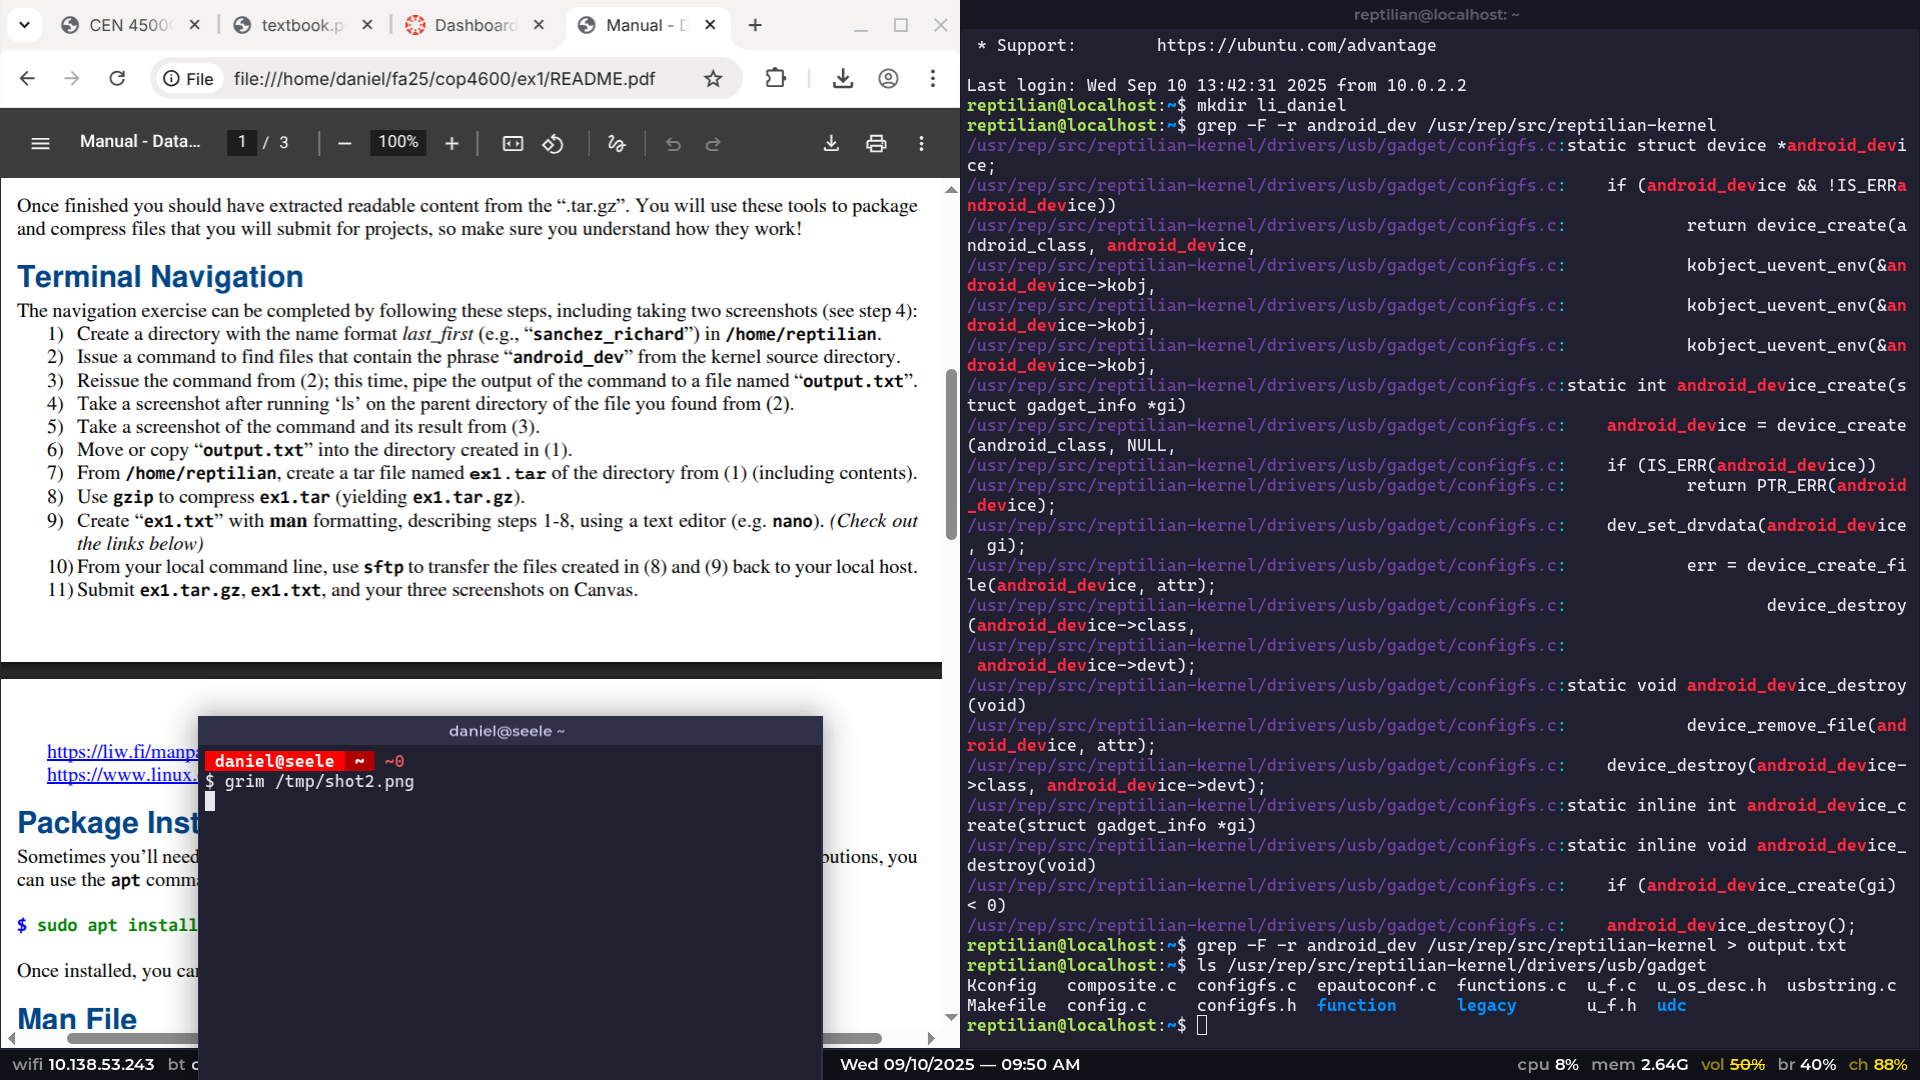 CEN 4500
textbook.p
Dashboard
Manual - D
File
file:///home/daniel/fa25/cop4600/ex1/README.pdf
Manual - Data...
1 / 3
100%
Once finished you should have extracted readable content from the “.tar.gz”. You will use these tools to package
and compress files that you will submit for projects, so make sure you understand how they work!
Terminal Navigation
The navigation exercise can be completed by following these steps, including taking two screenshots (see step 4):
1) Create a directory with the name format last_first (e.g., “sanchez_richard”) in /home/reptilian.
2) Issue a command to find files that contain the phrase “android_dev” from the kernel source directory.
3) Reissue the command from (2); this time, pipe the output of the command to a file named “output.txt”.
4) Take a screenshot after running ‘ls’ on the parent directory of the file you found from (2).
5) Take a screenshot of the command and its result from (3).
6) Move or copy “output.txt” into the directory created in (1).
7) From /home/reptilian, create a tar file named ex1.tar of the directory from (1) (including contents).
8) Use gzip to compress ex1.tar (yielding ex1.tar.gz).
9) Create “ex1.txt” with man formatting, describing steps 1-8, using a text editor (e.g. nano). (Check out
the links below)
10) From your local command line, use sftp to transfer the files created in (8) and (9) back to your local host.
11) Submit ex1.tar.gz, ex1.txt, and your three screenshots on Canvas.
https://liw.fi/manpa
https://www.linux.
Package Inst
Sometimes you’ll need
butions, you
can use the apt comma
$ sudo apt install
Once installed, you can
Man File
daniel@seele ~
daniel@seele ~ ~0
$ grim /tmp/shot2.png
reptilian@localhost: ~
* Support: https://ubuntu.com/advantage
Last login: Wed Sep 10 13:42:31 2025 from 10.0.2.2
reptilian@localhost:~$ mkdir li_daniel
reptilian@localhost:~$ grep -F -r android_dev /usr/rep/src/reptilian-kernel
/usr/rep/src/reptilian-kernel/drivers/usb/gadget/configfs.c:static struct device *android_devi
ce;
/usr/rep/src/reptilian-kernel/drivers/usb/gadget/configfs.c: if (android_device && !IS_ERR(a
ndroid_device))
/usr/rep/src/reptilian-kernel/drivers/usb/gadget/configfs.c: return device_create(a
ndroid_class, android_device,
/usr/rep/src/reptilian-kernel/drivers/usb/gadget/configfs.c: kobject_uevent_env(&an
droid_device->kobj,
/usr/rep/src/reptilian-kernel/drivers/usb/gadget/configfs.c: kobject_uevent_env(&an
droid_device->kobj,
/usr/rep/src/reptilian-kernel/drivers/usb/gadget/configfs.c: kobject_uevent_env(&an
droid_device->kobj,
/usr/rep/src/reptilian-kernel/drivers/usb/gadget/configfs.c:static int android_device_create(s
truct gadget_info *gi)
/usr/rep/src/reptilian-kernel/drivers/usb/gadget/configfs.c: android_device = device_create
(android_class, NULL,
/usr/rep/src/reptilian-kernel/drivers/usb/gadget/configfs.c: if (IS_ERR(android_device))
/usr/rep/src/reptilian-kernel/drivers/usb/gadget/configfs.c: return PTR_ERR(android
_device);
/usr/rep/src/reptilian-kernel/drivers/usb/gadget/configfs.c: dev_set_drvdata(android_device
, gi);
/usr/rep/src/reptilian-kernel/drivers/usb/gadget/configfs.c: err = device_create_fi
le(android_device, attr);
/usr/rep/src/reptilian-kernel/drivers/usb/gadget/configfs.c: device_destroy
(android_device->class,
/usr/rep/src/reptilian-kernel/drivers/usb/gadget/configfs.c:
android_device->devt);
/usr/rep/src/reptilian-kernel/drivers/usb/gadget/configfs.c:static void android_device_destroy
(void)
/usr/rep/src/reptilian-kernel/drivers/usb/gadget/configfs.c: device_remove_file(and
roid_device, attr);
/usr/rep/src/reptilian-kernel/drivers/usb/gadget/configfs.c: device_destroy(android_device-
>class, android_device->devt);
/usr/rep/src/reptilian-kernel/drivers/usb/gadget/configfs.c:static inline int android_device_c
reate(struct gadget_info *gi)
/usr/rep/src/reptilian-kernel/drivers/usb/gadget/configfs.c:static inline void android_device_
destroy(void)
/usr/rep/src/reptilian-kernel/drivers/usb/gadget/configfs.c: if (android_device_create(gi)
< 0)
/usr/rep/src/reptilian-kernel/drivers/usb/gadget/configfs.c: android_device_destroy();
reptilian@localhost:~$ grep -F -r android_dev /usr/rep/src/reptilian-kernel > output.txt
reptilian@localhost:~$ ls /usr/rep/src/reptilian-kernel/drivers/usb/gadget
Kconfig composite.c configfs.c epautoconf.c functions.c u_f.c u_os_desc.h usbstring.c
Makefile config.c configfs.h function legacy u_f.h udc
reptilian@localhost:~$
wifi 10.138.53.243 bt c
Wed 09/10/2025 — 09:50 AM
cpu 8% mem 2.64G vol 50% br 40% ch 88%